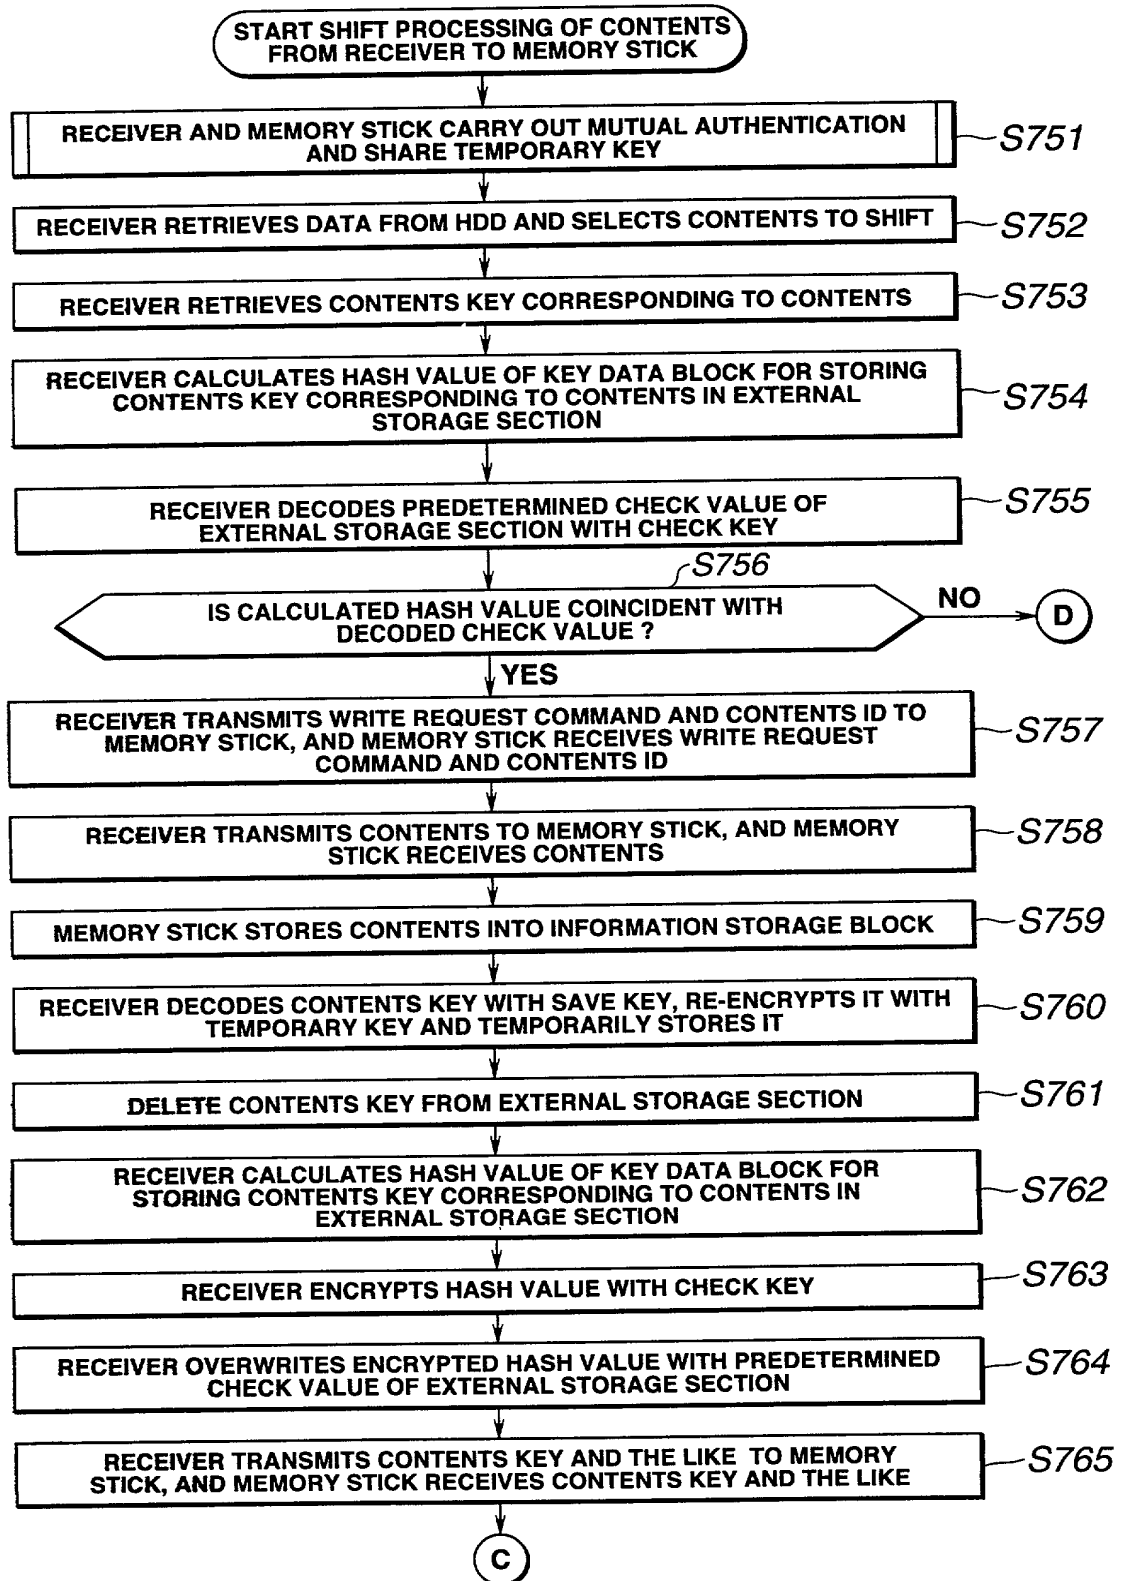 START SHIFT PROCESSING OF CONTENTS
FROM RECEIVER TO MEMORY STICK
RECEIVER AND MEMORY STICK CARRY OUT MUTUAL AUTHENTICATION
AND SHARE TEMPORARY KEY
S751
RECEIVER RETRIEVES DATA FROM HDD AND SELECTS CONTENTS TO SHIFT
S752
RECEIVER RETRIEVES CONTENTS KEY CORRESPONDING TO CONTENTS
S753
RECEIVER CALCULATES HASH VALUE OF KEY DATA BLOCK FOR STORING
CONTENTS KEY CORRESPONDING TO CONTENTS IN EXTERNAL
STORAGE SECTION
S754
RECEIVER DECODES PREDETERMINED CHECK VALUE OF
EXTERNAL STORAGE SECTION WITH CHECK KEY
S755
S756
IS CALCULATED HASH VALUE COINCIDENT WITH
DECODED CHECK VALUE ?
NO
D
YES
RECEIVER TRANSMITS WRITE REQUEST COMMAND AND CONTENTS ID TO
MEMORY STICK, AND MEMORY STICK RECEIVES WRITE REQUEST
COMMAND AND CONTENTS ID
S757
RECEIVER TRANSMITS CONTENTS TO MEMORY STICK, AND MEMORY
STICK RECEIVES CONTENTS
S758
MEMORY STICK STORES CONTENTS INTO INFORMATION STORAGE BLOCK
S759
RECEIVER DECODES CONTENTS KEY WITH SAVE KEY, RE-ENCRYPTS IT WITH
TEMPORARY KEY AND TEMPORARILY STORES IT
S760
DELETE CONTENTS KEY FROM EXTERNAL STORAGE SECTION
S761
RECEIVER CALCULATES HASH VALUE OF KEY DATA BLOCK FOR
STORING CONTENTS KEY CORRESPONDING TO CONTENTS IN
EXTERNAL STORAGE SECTION
S762
RECEIVER ENCRYPTS HASH VALUE WITH CHECK KEY
S763
RECEIVER OVERWRITES ENCRYPTED HASH VALUE WITH PREDETERMINED
CHECK VALUE OF EXTERNAL STORAGE SECTION
S764
RECEIVER TRANSMITS CONTENTS KEY AND THE LIKE TO MEMORY
STICK, AND MEMORY STICK RECEIVES CONTENTS KEY AND THE LIKE
S765
C